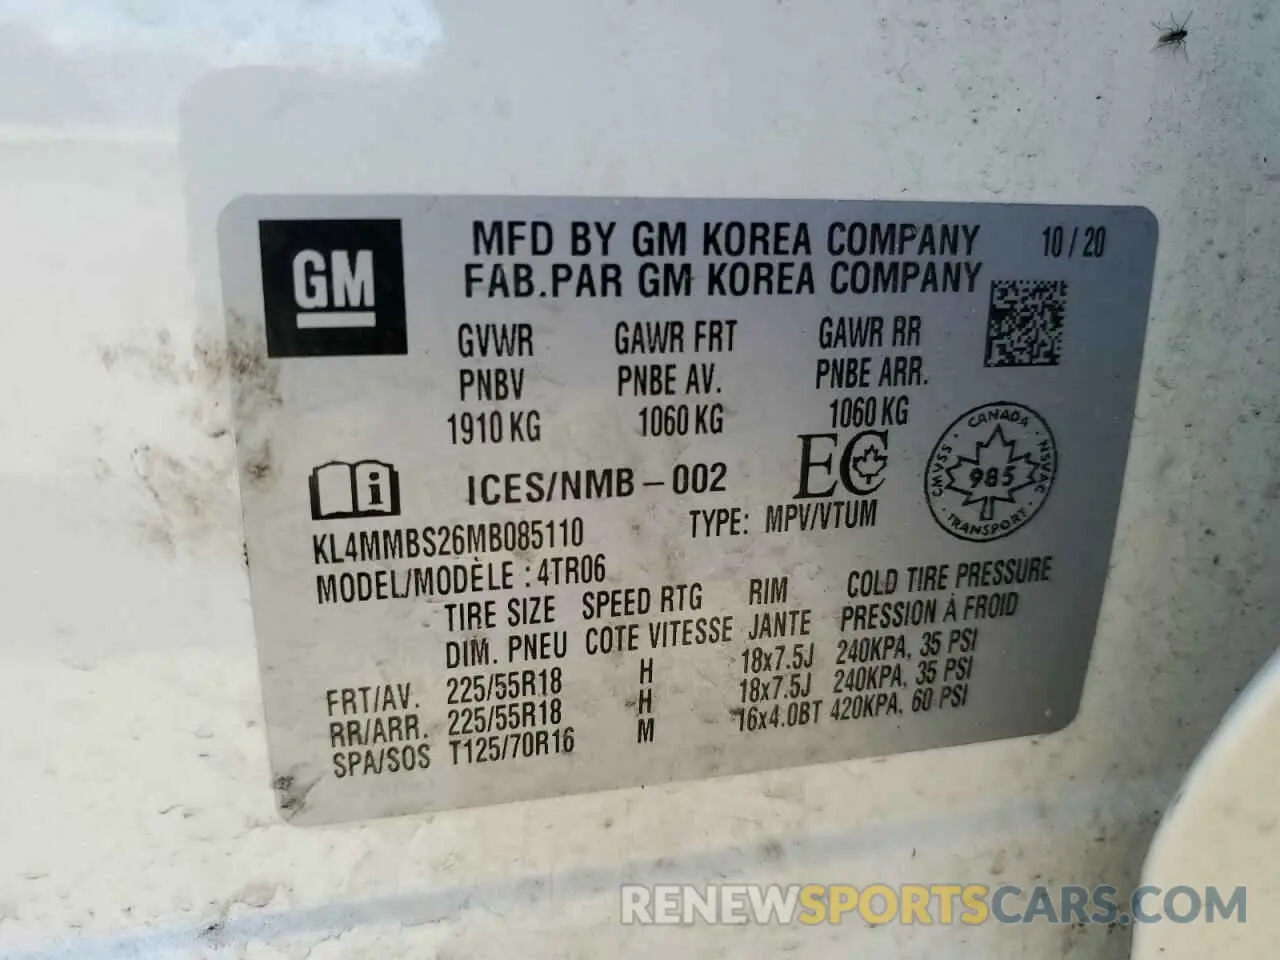 GM
MFD BY GM KOREA COMPANY 10 / 20
FAB.PAR GM KOREA COMPANY
GVWR GAWR FRT GAWR RR
PNBV PNBE AV. PNBE ARR.
1910 KG 1060 KG 1060 KG
i ICES/NMB – 002 EC
CANADA
CMVSS 985 NSVAC
TRANSPORT
KL4MMBS26MB085110 TYPE: MPV/VTUM
MODEL/MODÈLE : 4TR06
TIRE SIZE SPEED RTG RIM COLD TIRE PRESSURE
DIM. PNEU COTE VITESSE JANTE PRESSION À FROID
FRT/AV. 225/55R18 H 18x7.5J 240KPA, 35 PSI
RR/ARR. 225/55R18 H 18x7.5J 240KPA, 35 PSI
SPA/SOS T125/70R16 M 16x4.0BT 420KPA, 60 PSI
RENEWSPORTSCARS.COM